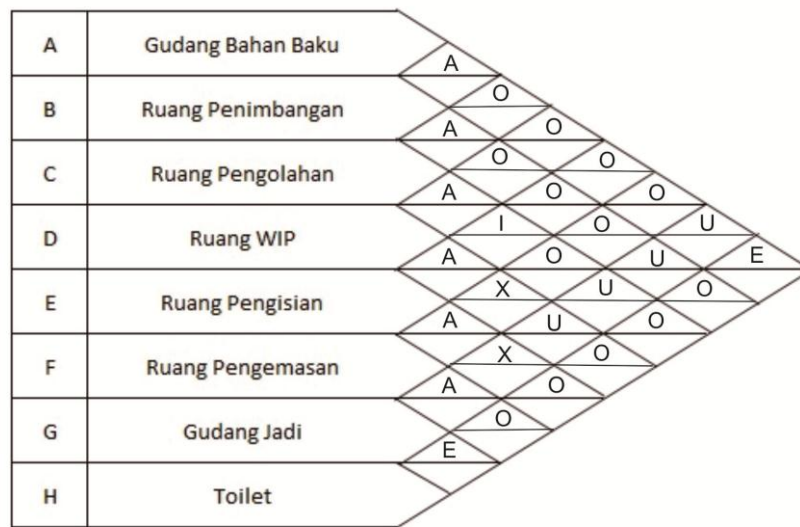 A Gudang Bahan Baku
A
O
B Ruang Penimbangan
A O
O O
C Ruang Pengolahan
A O O
I O U
D Ruang WIP
A O U E
X U O
E Ruang Pengisian
A U O
X O
F Ruang Pengemasan
A O
O
G Gudang Jadi
E
H Toilet